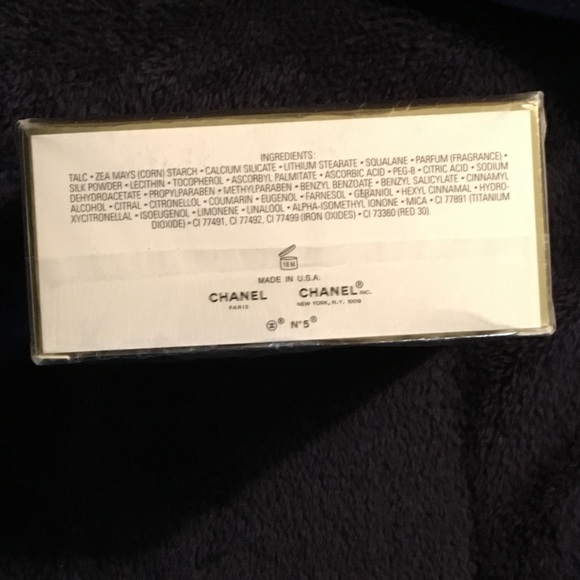 INGREDIENTS:
TALC • ZEA MAYS (CORN) STARCH • CALCIUM SILICATE • LITHIUM STEARATE • SQUALANE • PARFUM (FRAGRANCE) •
SILK POWDER • LECITHIN • TOCOPHEROL • ASCORBYL PALMITATE • ASCORBIC ACID • PEG-8 • CITRIC ACID • SODIUM
DEHYDROACETATE • PROPYLPARABEN • METHYLPARABEN • BENZYL BENZOATE • BENZYL SALICYLATE • CINNAMYL
ALCOHOL • CITRAL • CITRONELLOL • COUMARIN • EUGENOL • FARNESOL • GERANIOL • HEXYL CINNAMAL • HYDRO-
XYCITRONELLAL • ISOEUGENOL • LIMONENE • LINALOOL • ALPHA-ISOMETHYL IONONE • MICA • CI 77891 (TITANIUM
DIOXIDE) • CI 77491, CI 77492, CI 77499 (IRON OXIDES) • CI 73360 (RED 30).
18 M
MADE IN U.S.A.
CHANEL CHANEL® INC.
PARIS NEW YORK, N.Y. 10019
® N°5®